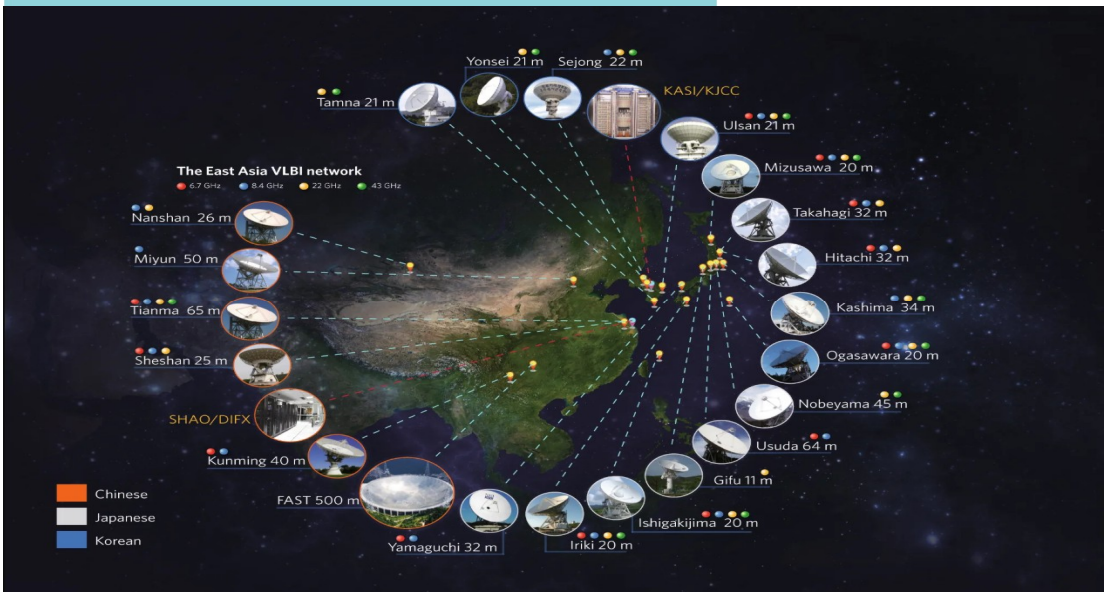 Yonsei 21 m
Sejong 22 m
Tamna 21 m
KASI/KJCC
Ulsan 21 m
Mizusawa 20 m
The East Asia VLBI network
6.7 GHz 8.4 GHz 22 GHz 43 GHz
Nanshan 26 m
Takahagi 32 m
Miyun 50 m
Hitachi 32 m
Tianma 65 m
Kashima 34 m
Sheshan 25 m
Ogasawara 20 m
SHAO/DIFX
Nobeyama 45 m
Kunming 40 m
Usuda 64 m
FAST 500 m
Gifu 11 m
Chinese
Japanese
Korean
Ishigakijima 20 m
Yamaguchi 32 m
Iriki 20 m